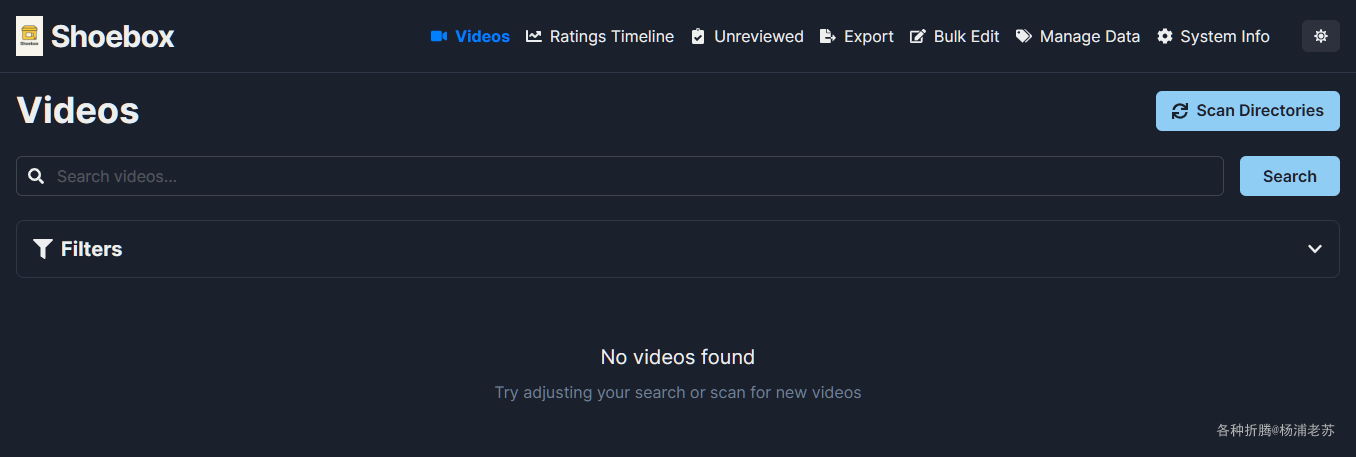 Shoebox
Shoebox Videos Ratings Timeline Unreviewed Export Bulk Edit Manage Data System Info
Videos
Scan Directories
Search videos...
Search
Filters
No videos found
Try adjusting your search or scan for new videos
各种折腾@杨浦老苏